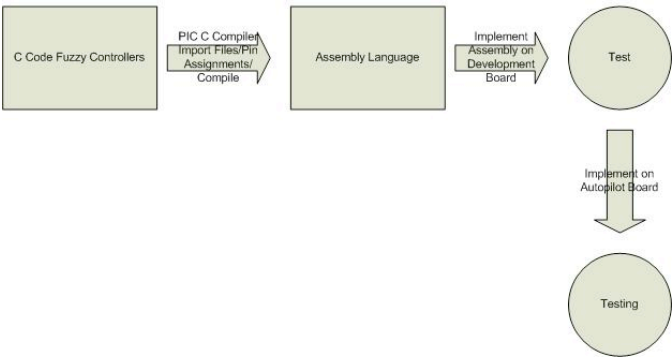 C Code Fuzzy Controllers
PIC C Compiler
Import Files/Pin
Assignments/
Compile
Assembly Language
Implement
Assembly on
Development
Board
Test
Implement on
Autopilot Board
Testing